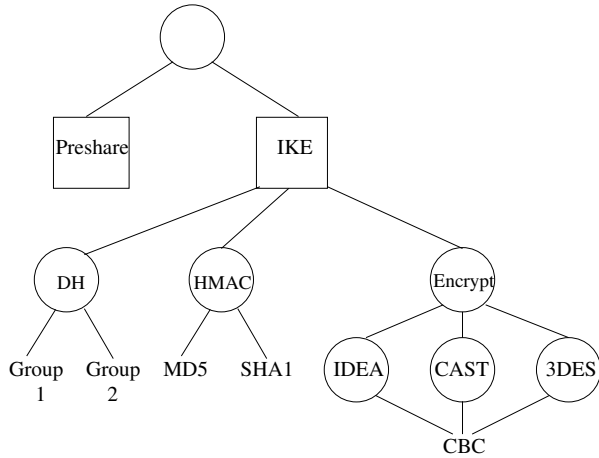 Preshare
IKE
DH
HMAC
Encrypt
Group
1
Group
2
MD5
SHA1
IDEA
CAST
3DES
CBC